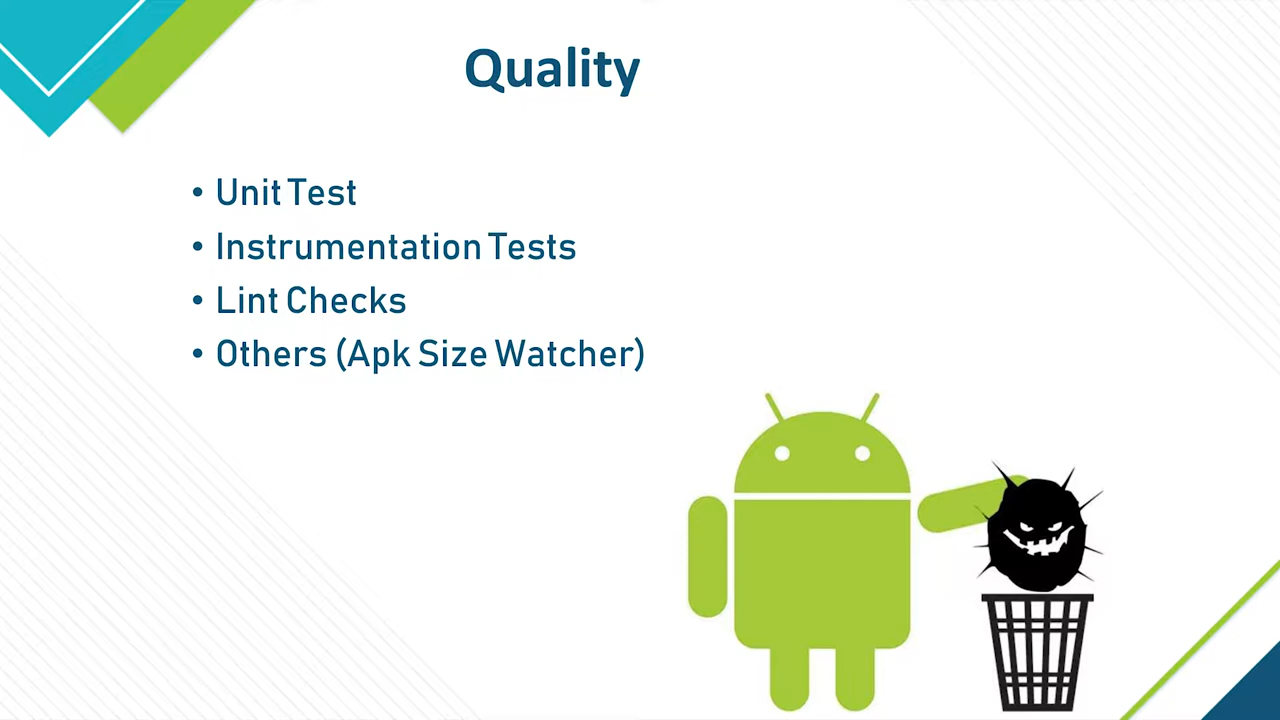 Quality
• Unit Test
• Instrumentation Tests
• Lint Checks
• Others (Apk Size Watcher)